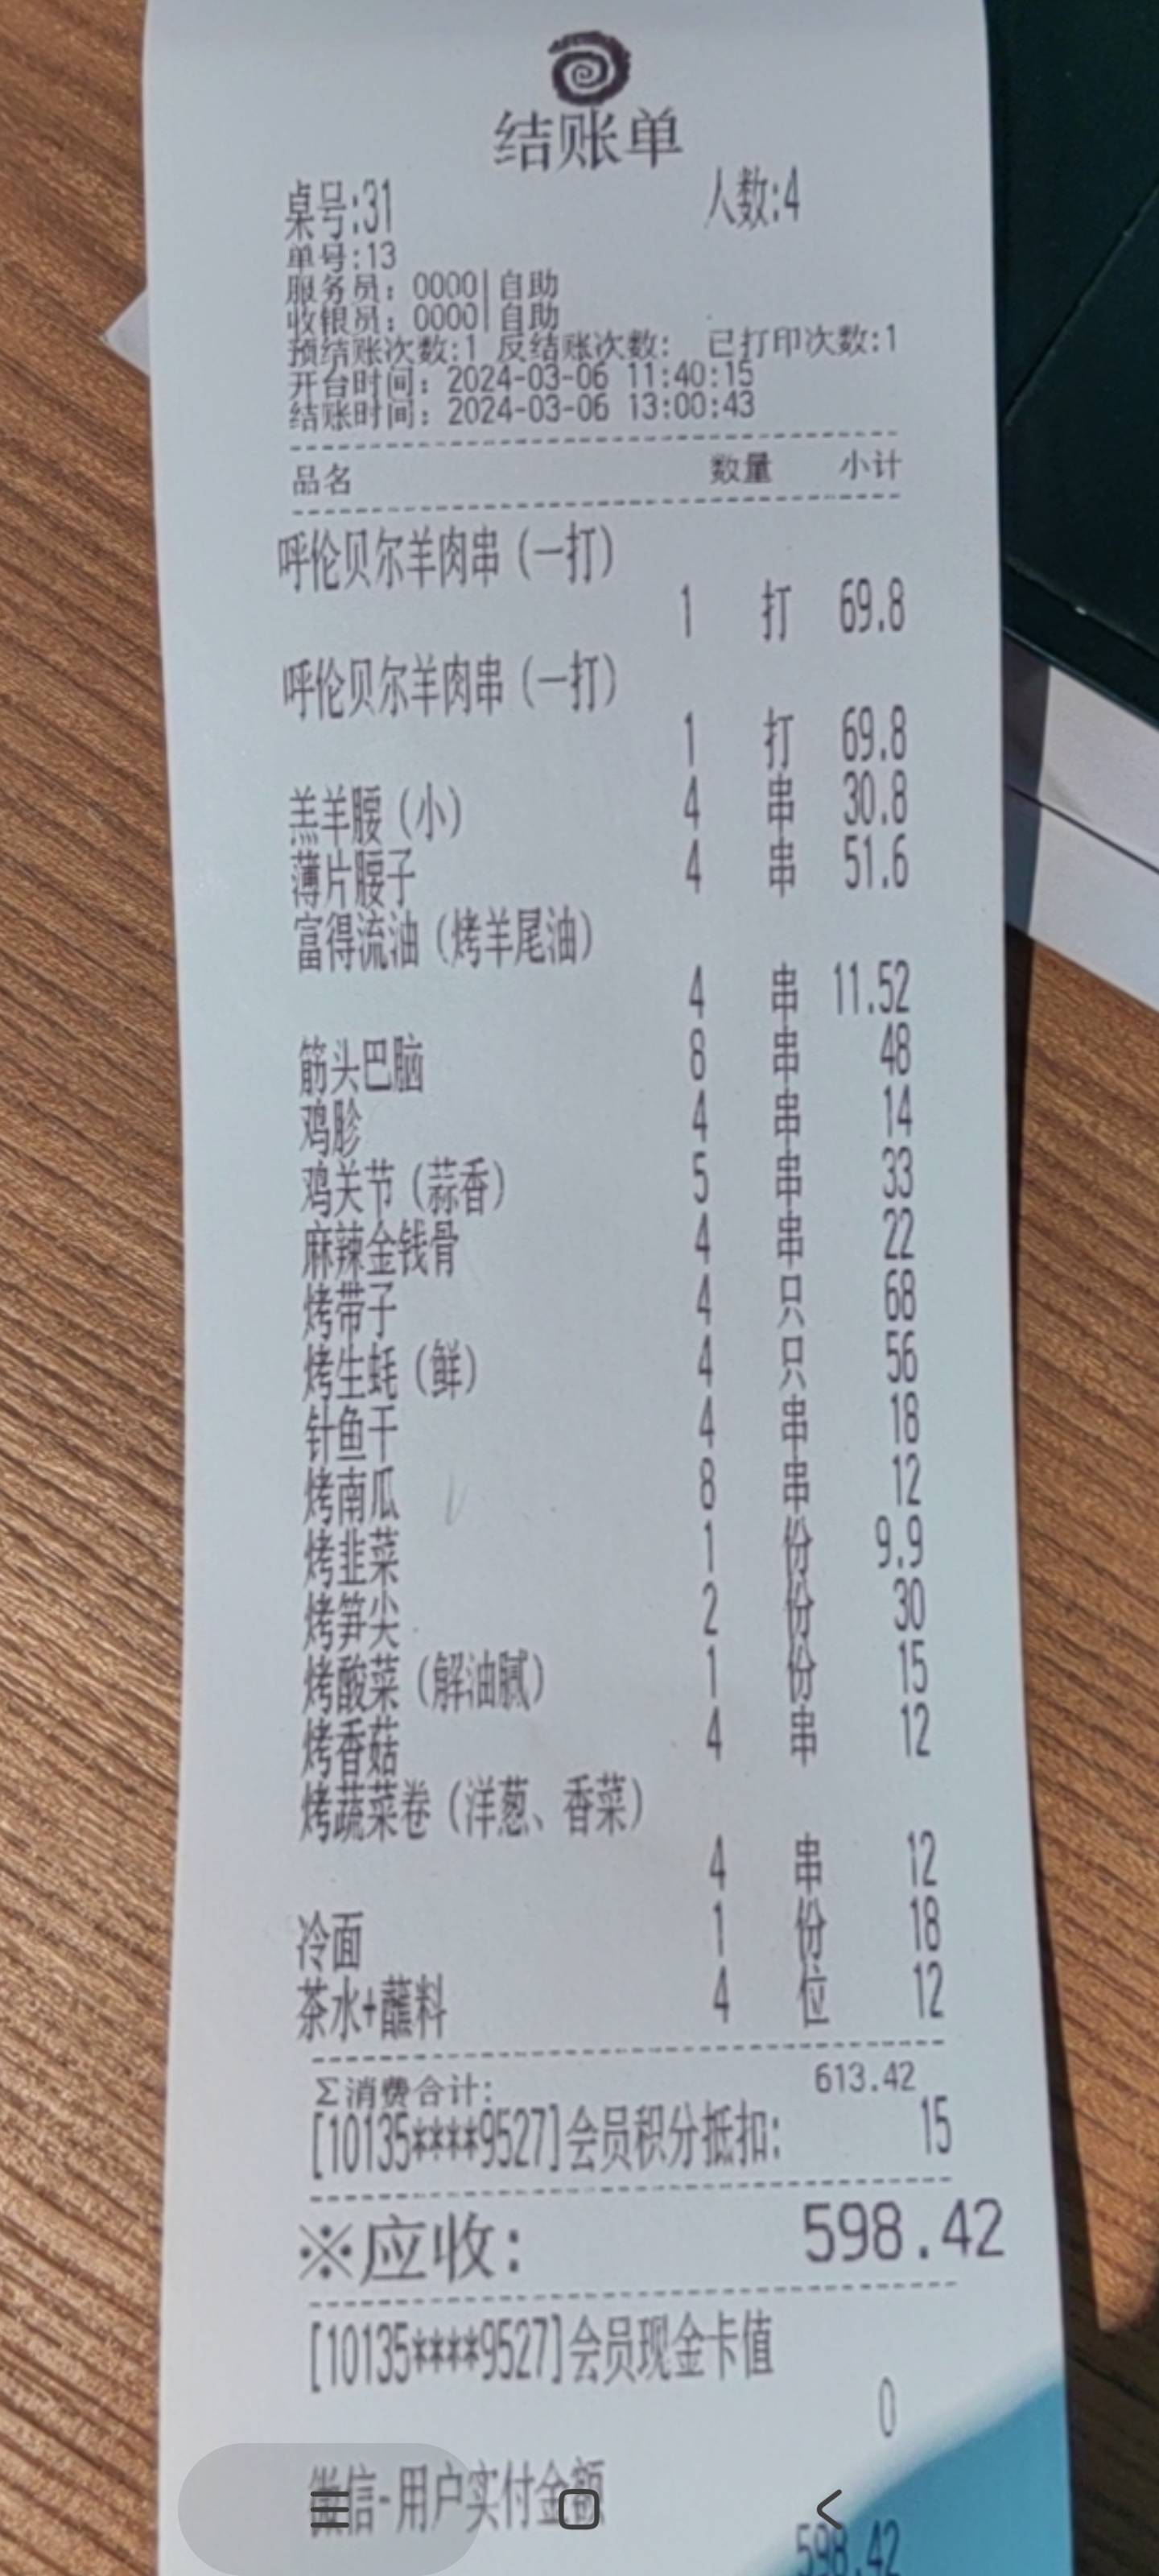 结账单
桌号:31 人数:4
单号:13
服务员: 0000|自助
收银员: 0000|自助
预结账次数:1 反结账次数: 已打印次数:1
开台时间: 2024-03-06 11:40:15
结账时间: 2024-03-06 13:00:43
品名 数量 小计
呼伦贝尔羊肉串(一打)
1 打 69.8
呼伦贝尔羊肉串(一打)
1 打 69.8
羔羊腰(小) 4 串 30.8
薄片腰子 4 串 51.6
富得流油(烤羊尾油)
4 串 11.52
筋头巴脑 8 串 48
鸡胗 4 串 14
鸡关节(蒜香) 5 串 33
麻辣金钱骨 4 串 22
烤带子 4 只 68
烤生蚝(鲜) 4 只 56
针鱼干 4 串 18
烤南瓜 8 串 12
烤韭菜 1 份 9.9
烤笋尖 2 份 30
烤酸菜(解油腻) 1 份 15
烤香菇 4 串 12
烤蔬菜卷(洋葱、香菜)
4 串 12
冷面 1 份 18
茶水+蘸料 4 位 12
Σ消费合计: 613.42
[10135****9527]会员积分抵扣: 15
※应收: 598.42
[10135****9527]会员现金卡值
0
微信-用户实付金额
598.42